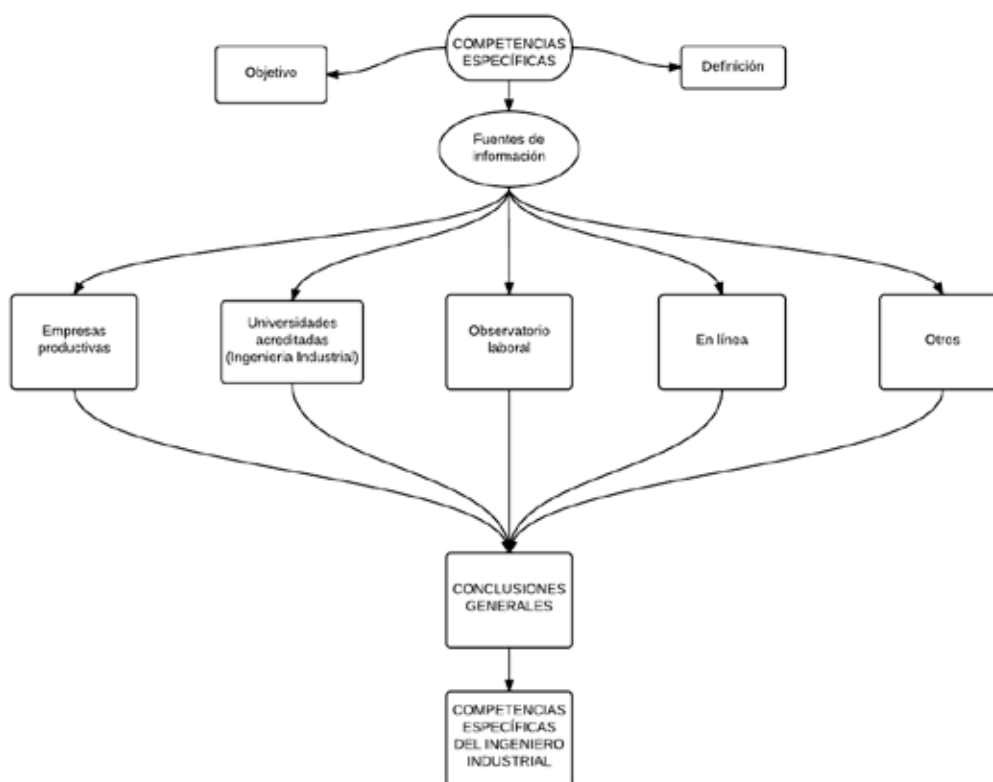 COMPETENCIAS
ESPECÍFICAS
Objetivo
Definición
Fuentes de
información
Empresas
productivas
Universidades
acreditadas
(Ingenieria Industrial)
Observatorio
laboral
En línea
Otros
CONCLUSIONES
GENERALES
COMPETENCIAS
ESPECÍFICAS
DEL INGENIERO
INDUSTRIAL